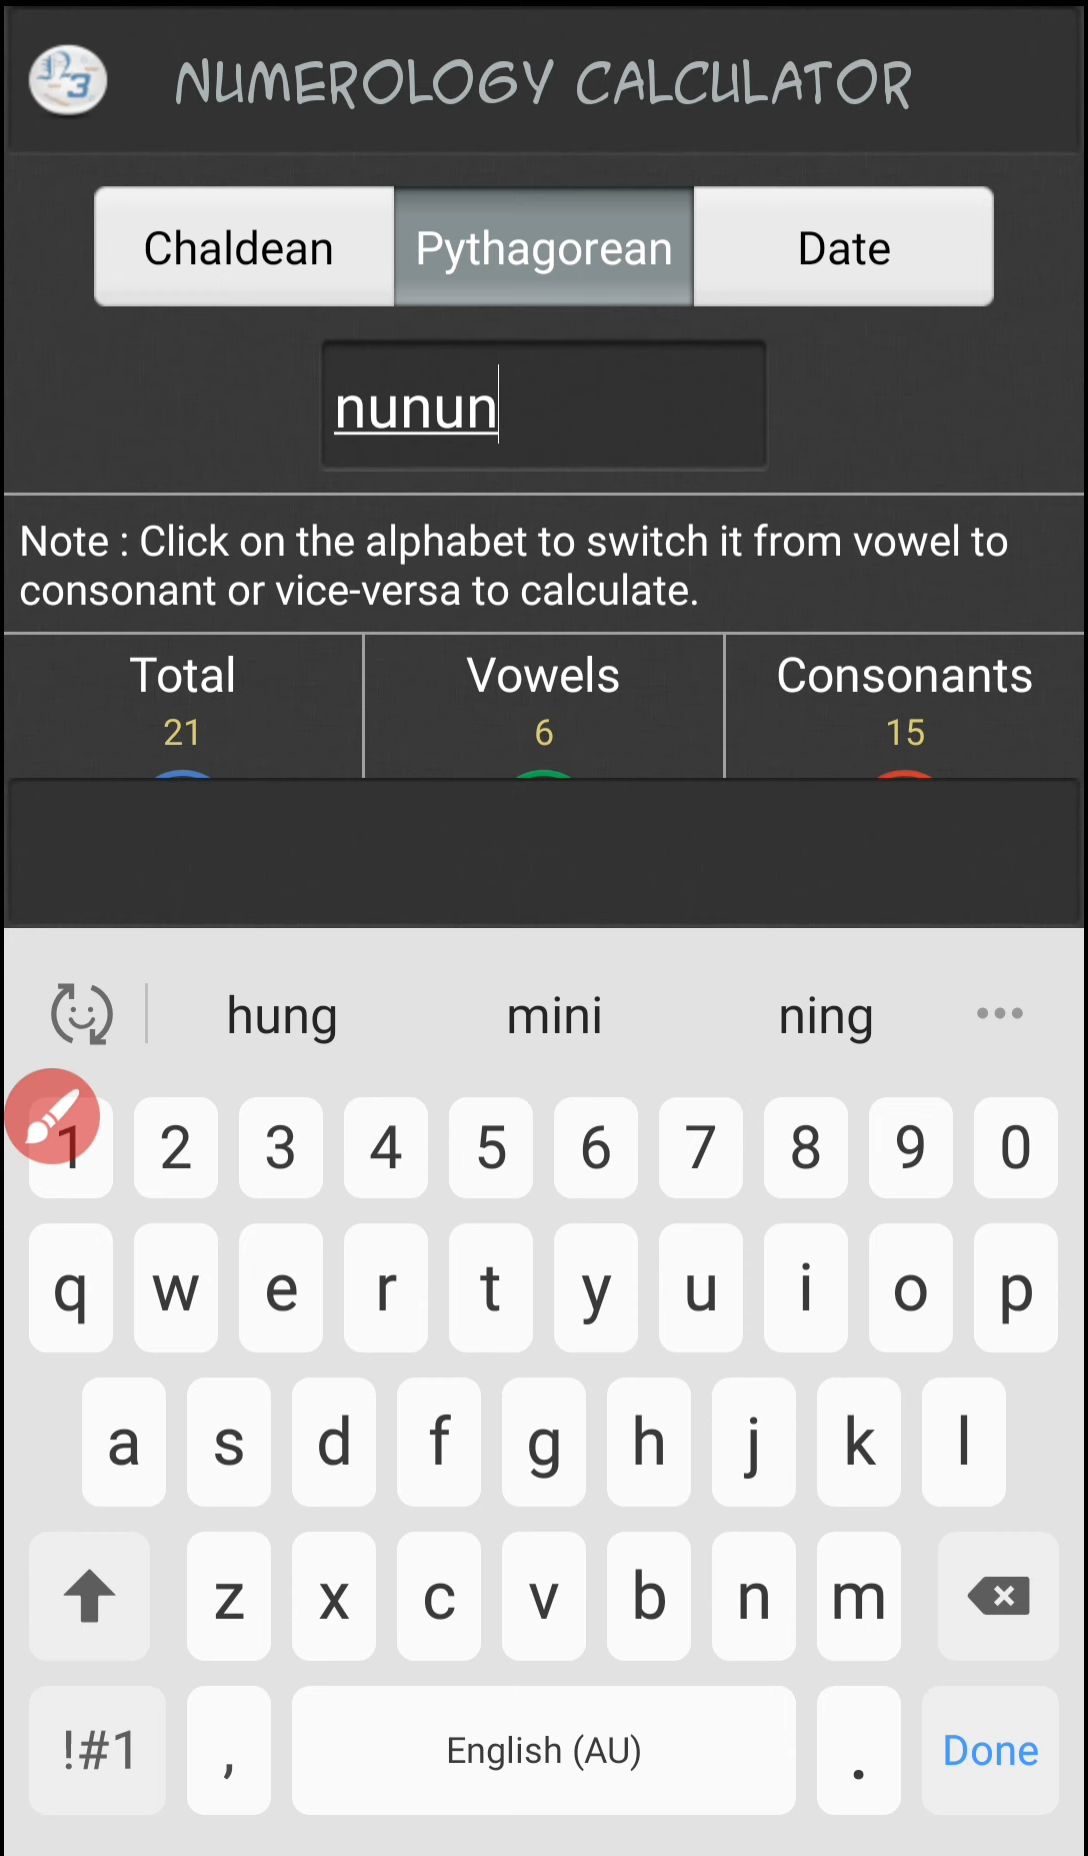 NUMEROLOGY CALCULATOR
Chaldean Pythagorean Date
nunun
Note : Click on the alphabet to switch it from vowel to
consonant or vice-versa to calculate.
Total Vowels Consonants
21 6 15
hung mini ning
1 2 3 4 5 6 7 8 9 0
q w e r t y u i o p
a s d f g h j k l
z x c v b n m
!#1 , English (AU) . Done